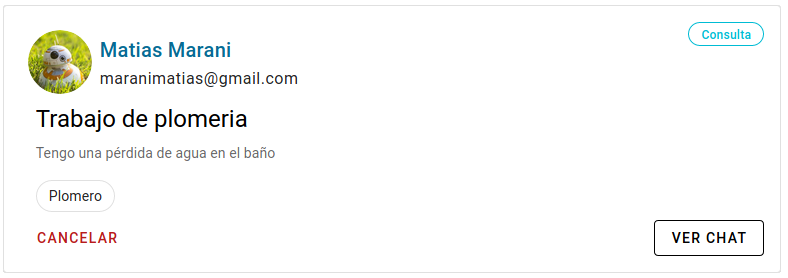 Consulta
Matias Marani
maranimatias@gmail.com
Trabajo de plomeria
Tengo una pérdida de agua en el baño
Plomero
CANCELAR
VER CHAT